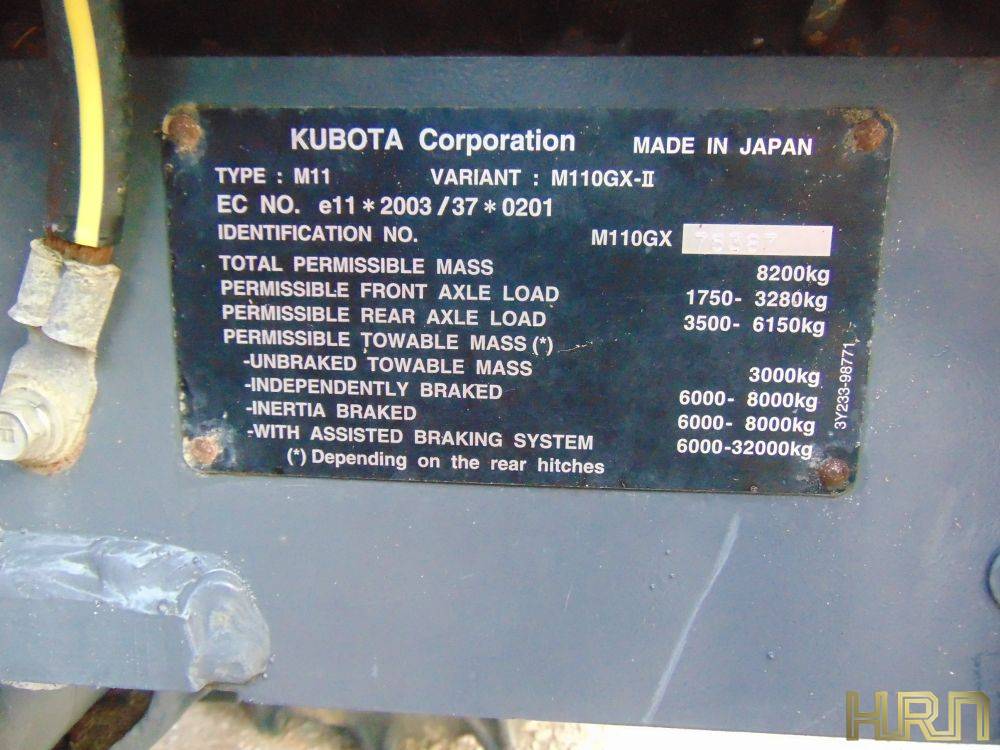 KUBOTA Corporation MADE IN JAPAN
TYPE : M11 VARIANT : M110GX-II
EC NO. e11*2003/37*0201
IDENTIFICATION NO. M110GX 75387
TOTAL PERMISSIBLE MASS 8200kg
PERMISSIBLE FRONT AXLE LOAD 1750- 3280kg
PERMISSIBLE REAR AXLE LOAD 3500- 6150kg
PERMISSIBLE TOWABLE MASS (*)
-UNBRAKED TOWABLE MASS 3000kg
-INDEPENDENTLY BRAKED 6000- 8000kg
-INERTIA BRAKED 6000- 8000kg
-WITH ASSISTED BRAKING SYSTEM 6000-32000kg
(*) Depending on the rear hitches
3Y233-98771
HRN